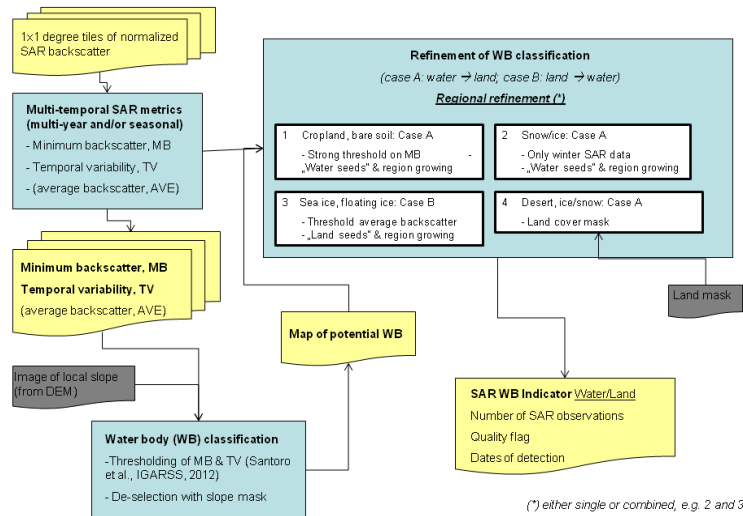 1x1 degree tiles of normalized
SAR backscatter
Multi-temporal SAR metrics
(multi-year and/or seasonal)
- Minimum backscatter, MB
- Temporal variability, TV
- (average backscatter, AVE)
Minimum backscatter, MB
Temporal variability, TV
(average backscatter, AVE)
Image of local slope
(from DEM)
Water body (WB) classification
-Thresholding of MB & TV (Santoro
et al., IGARSS, 2012)
- De-selection with slope mask
Map of potential WB
Refinement of WB classification
(case A: water → land; case B: land → water)
Regional refinement (*)
1 Cropland, bare soil: Case A
- Strong threshold on MB -
„Water seeds" & region growing
2 Snow/ice: Case A
- Only winter SAR data
- „Water seeds" & region growing
3 Sea ice, floating ice: Case B
- Threshold average backscatter
- „Land seeds" & region growing
4 Desert, ice/snow: Case A
- Land cover mask
Land mask
SAR WB Indicator Water/Land
Number of SAR observations
Quality flag
Dates of detection
(*) either single or combined, e.g. 2 and 3